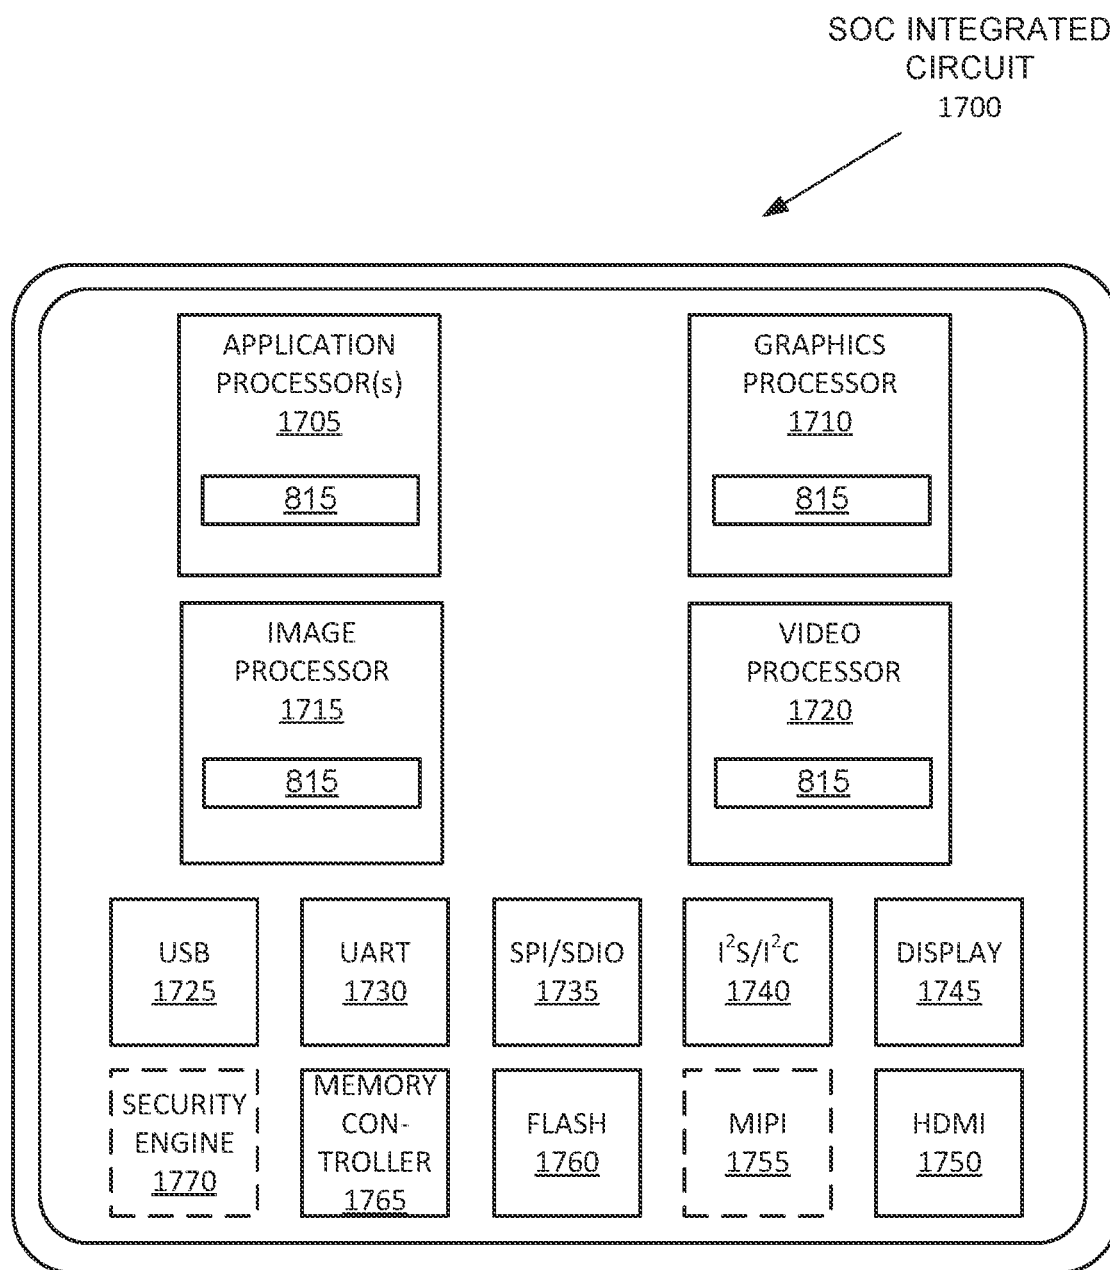 SOC INTEGRATED
CIRCUIT
1700
APPLICATION
PROCESSOR(s)
1705
815
GRAPHICS
PROCESSOR
1710
815
IMAGE
PROCESSOR
1715
815
VIDEO
PROCESSOR
1720
815
USB
1725
UART
1730
SPI/SDIO
1735
I²S/I²C
1740
DISPLAY
1745
SECURITY
ENGINE
1770
MEMORY
CON-
TROLLER
1765
FLASH
1760
MIPI
1755
HDMI
1750